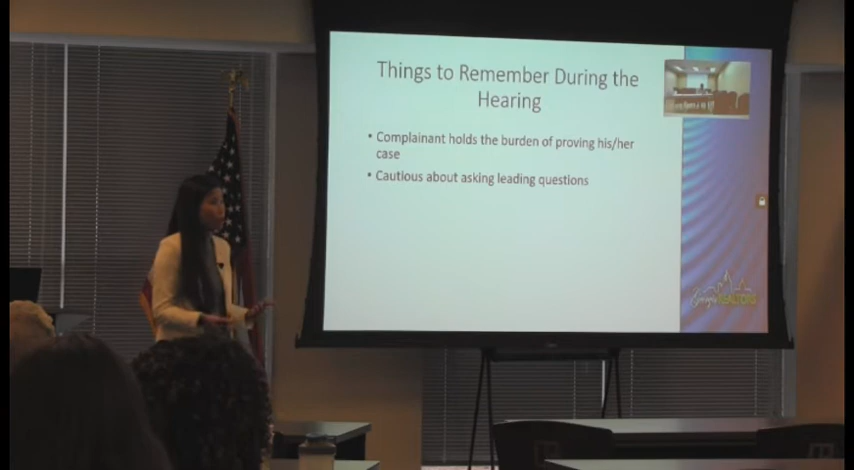 Things to Remember During the
Hearing
• Complainant holds the burden of proving his/her
case
• Cautious about asking leading questions
REALTORS